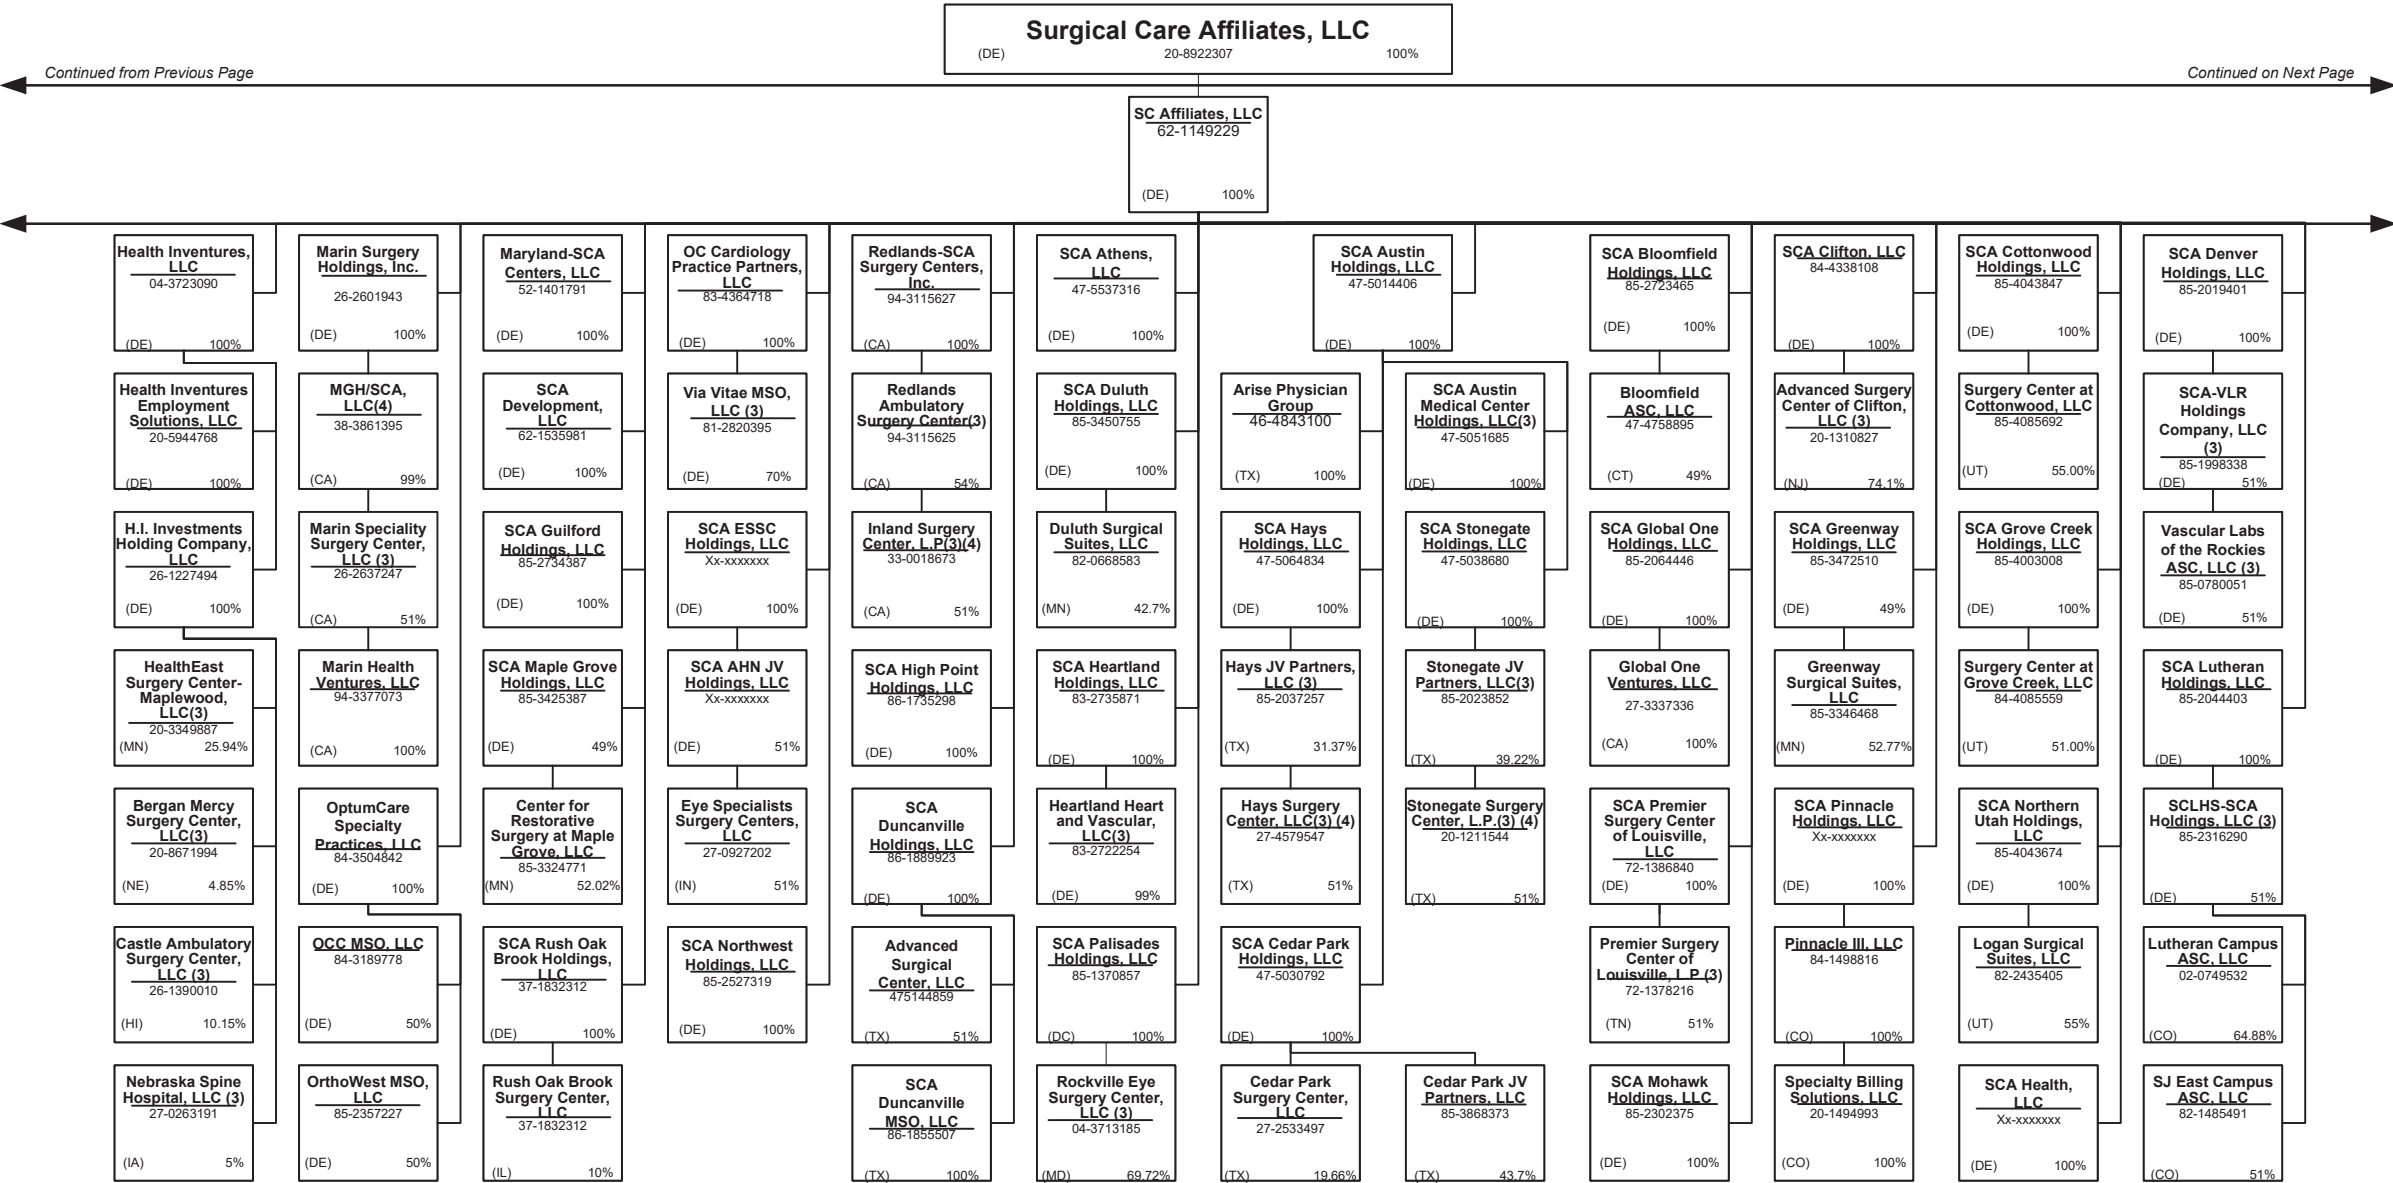 Surgical Care Affiliates, LLC
(DE) 20-8922307 100%
Continued from Previous Page
Continued on Next Page
SC Affiliates, LLC
62-1149229
(DE) 100%
Health Inventures,
LLC
04-3723090
(DE) 100%
Marin Surgery
Holdings, Inc.
26-2601943
(DE) 100%
Maryland-SCA
Centers, LLC
52-1401791
(DE) 100%
OC Cardiology
Practice Partners,
LLC
83-4364718
(DE) 100%
Redlands-SCA
Surgery Centers,
Inc.
94-3115627
(CA) 100%
SCA Athens,
LLC
47-5537316
(DE) 100%
SCA Austin
Holdings, LLC
47-5014406
(DE) 100%
SCA Bloomfield
Holdings, LLC
85-2723465
(DE) 100%
SCA Clifton, LLC
84-4338108
(DE) 100%
SCA Cottonwood
Holdings, LLC
85-4043847
(DE) 100%
SCA Denver
Holdings, LLC
85-2019401
(DE) 100%
Health Inventures
Employment
Solutions, LLC
20-5944768
(DE) 100%
MGH/SCA,
LLC(4)
38-3861395
(CA) 99%
SCA
Development,
LLC
62-1535981
(DE) 100%
Via Vitae MSO,
LLC (3)
81-2820395
(DE) 70%
Redlands
Ambulatory
Surgery Center(3)
94-3115625
(CA) 54%
SCA Duluth
Holdings, LLC
85-3450755
(DE) 100%
Arise Physician
Group
46-4843100
(TX) 100%
SCA Austin
Medical Center
Holdings, LLC(3)
47-5051685
(DE) 100%
Bloomfield
ASC, LLC
47-4758895
(CT) 49%
Advanced Surgery
Center of Clifton,
LLC (3)
20-1310827
(NJ) 74.1%
Surgery Center at
Cottonwood, LLC
85-4085692
(UT) 55.00%
SCA-VLR
Holdings
Company, LLC
(3)
85-1998338
(DE) 51%
H.I. Investments
Holding Company,
LLC
26-1227494
(DE) 100%
Marin Speciality
Surgery Center,
LLC (3)
26-2637247
(CA) 51%
SCA Guilford
Holdings, LLC
85-2734387
(DE) 100%
SCA ESSC
Holdings, LLC
Xx-xxxxxxx
(DE) 100%
Inland Surgery
Center, L.P(3)(4)
33-0018673
(CA) 51%
Duluth Surgical
Suites, LLC
82-0668583
(MN) 42.7%
SCA Hays
Holdings, LLC
47-5064834
(DE) 100%
SCA Stonegate
Holdings, LLC
47-5038680
(DE) 100%
SCA Global One
Holdings, LLC
85-2064446
(DE) 100%
SCA Greenway
Holdings, LLC
85-3472510
(DE) 49%
SCA Grove Creek
Holdings, LLC
85-4003008
(DE) 100%
Vascular Labs
of the Rockies
ASC, LLC (3)
85-0780051
(DE) 51%
HealthEast
Surgery Center-
Maplewood,
LLC(3)
20-3349887
(MN) 25.94%
Marin Health
Ventures, LLC
94-3377073
(CA) 100%
SCA Maple Grove
Holdings, LLC
85-3425387
(DE) 49%
SCA AHN JV
Holdings, LLC
Xx-xxxxxxx
(DE) 51%
SCA High Point
Holdings, LLC
86-1735298
(DE) 100%
SCA Heartland
Holdings, LLC
83-2735871
(DE) 100%
Hays JV Partners,
LLC (3)
85-2037257
(TX) 31.37%
Stonegate JV
Partners, LLC(3)
85-2023852
(TX) 39.22%
Global One
Ventures, LLC
27-3337336
(CA) 100%
Greenway
Surgical Suites,
LLC
85-3346468
(MN) 52.77%
Surgery Center at
Grove Creek, LLC
84-4085559
(UT) 51.00%
SCA Lutheran
Holdings, LLC
85-2044403
(DE) 100%
Bergan Mercy
Surgery Center,
LLC(3)
20-8671994
(NE) 4.85%
OptumCare
Specialty
Practices, LLC
84-3504842
(DE) 100%
Center for
Restorative
Surgery at Maple
Grove, LLC
85-3324771
(MN) 52.02%
Eye Specialists
Surgery Centers,
LLC
27-0927202
(IN) 51%
SCA
Duncanville
Holdings, LLC
86-1889923
(DE) 100%
Heartland Heart
and Vascular,
LLC(3)
83-2722254
(DE) 99%
Hays Surgery
Center, LLC(3) (4)
27-4579547
(TX) 51%
Stonegate Surgery
Center, L.P.(3) (4)
20-1211544
(TX) 51%
SCA Premier
Surgery Center
of Louisville,
LLC
72-1386840
(DE) 100%
SCA Pinnacle
Holdings, LLC
Xx-xxxxxxx
(DE) 100%
SCA Northern
Utah Holdings,
LLC
85-4043674
(DE) 100%
SCLHS-SCA
Holdings, LLC (3)
85-2316290
(DE) 51%
Castle Ambulatory
Surgery Center,
LLC (3)
26-1390010
(HI) 10.15%
OCC MSO, LLC
84-3189778
(DE) 50%
SCA Rush Oak
Brook Holdings,
LLC
37-1832312
(DE) 100%
SCA Northwest
Holdings, LLC
85-2527319
(DE) 100%
Advanced
Surgical
Center, LLC
475144859
(TX) 51%
SCA Palisades
Holdings, LLC
85-1370857
(DC) 100%
SCA Cedar Park
Holdings, LLC
47-5030792
(DE) 100%
Premier Surgery
Center of
Louisville, L.P.(3)
72-1378216
(TN) 51%
Pinnacle III, LLC
84-1498816
(CO) 100%
Logan Surgical
Suites, LLC
82-2435405
(UT) 55%
Lutheran Campus
ASC, LLC
02-0749532
(CO) 64.88%
Nebraska Spine
Hospital, LLC (3)
27-0263191
(IA) 5%
OrthoWest MSO,
LLC
85-2357227
(DE) 50%
Rush Oak Brook
Surgery Center,
LLC
37-1832312
(IL) 10%
SCA
Duncanville
MSO, LLC
86-1855507
(TX) 100%
Rockville Eye
Surgery Center,
LLC (3)
04-3713185
(MD) 69.72%
Cedar Park
Surgery Center,
LLC
27-2533497
(TX) 19.66%
Cedar Park JV
Partners, LLC
85-3868373
(TX) 43.7%
SCA Mohawk
Holdings, LLC
85-2302375
(DE) 100%
Specialty Billing
Solutions, LLC
20-1494993
(CO) 100%
SCA Health,
LLC
Xx-xxxxxxx
(DE) 100%
SJ East Campus
ASC, LLC
82-1485491
(CO) 51%